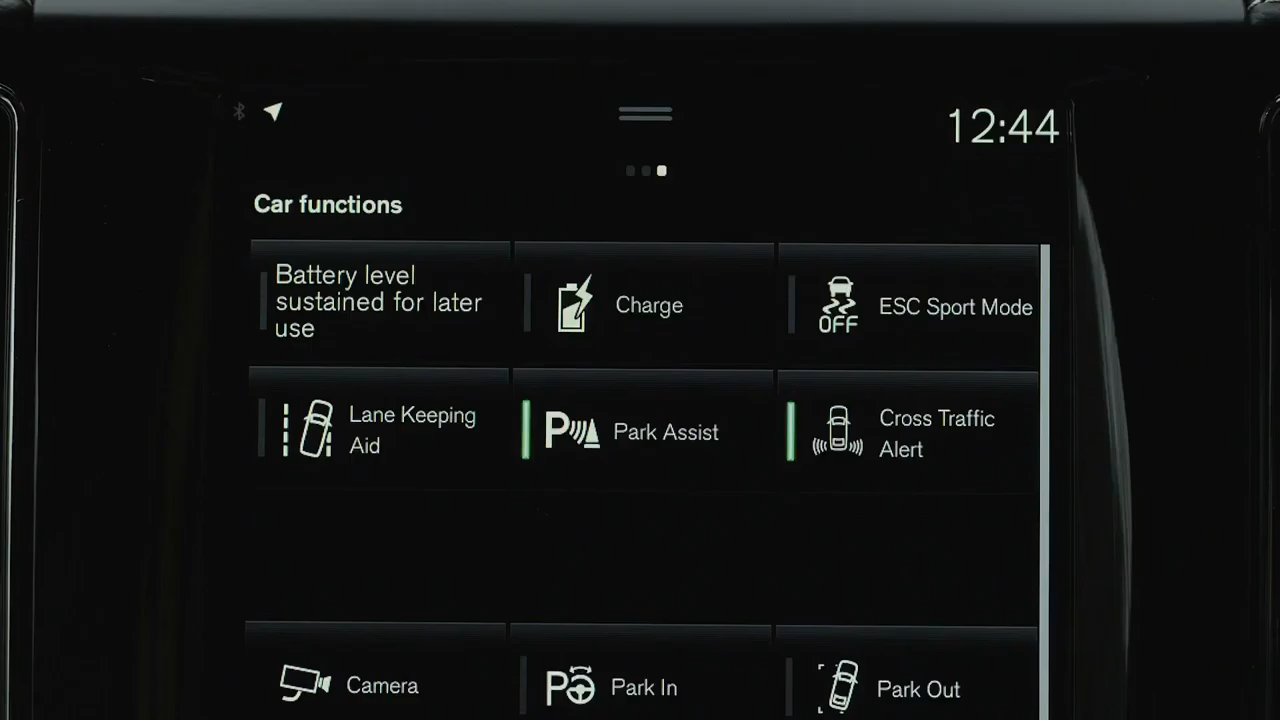 12:44
Car functions
Battery level
sustained for later
use
Charge
OFF
ESC Sport Mode
Lane Keeping
Aid
P
Park Assist
Cross Traffic
Alert
Camera
P
Park In
Park Out